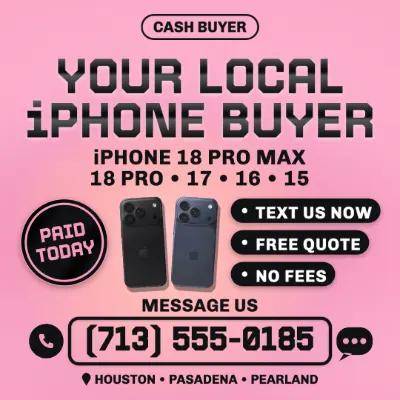 CASH BUYER
YOUR LOCAL
iPHONE BUYER
iPHONE 18 PRO MAX
18 PRO • 17 • 16 • 15
PAID
TODAY
• TEXT US NOW
• FREE QUOTE
• NO FEES
MESSAGE US
(713) 555-0185
HOUSTON • PASADENA • PEARLAND